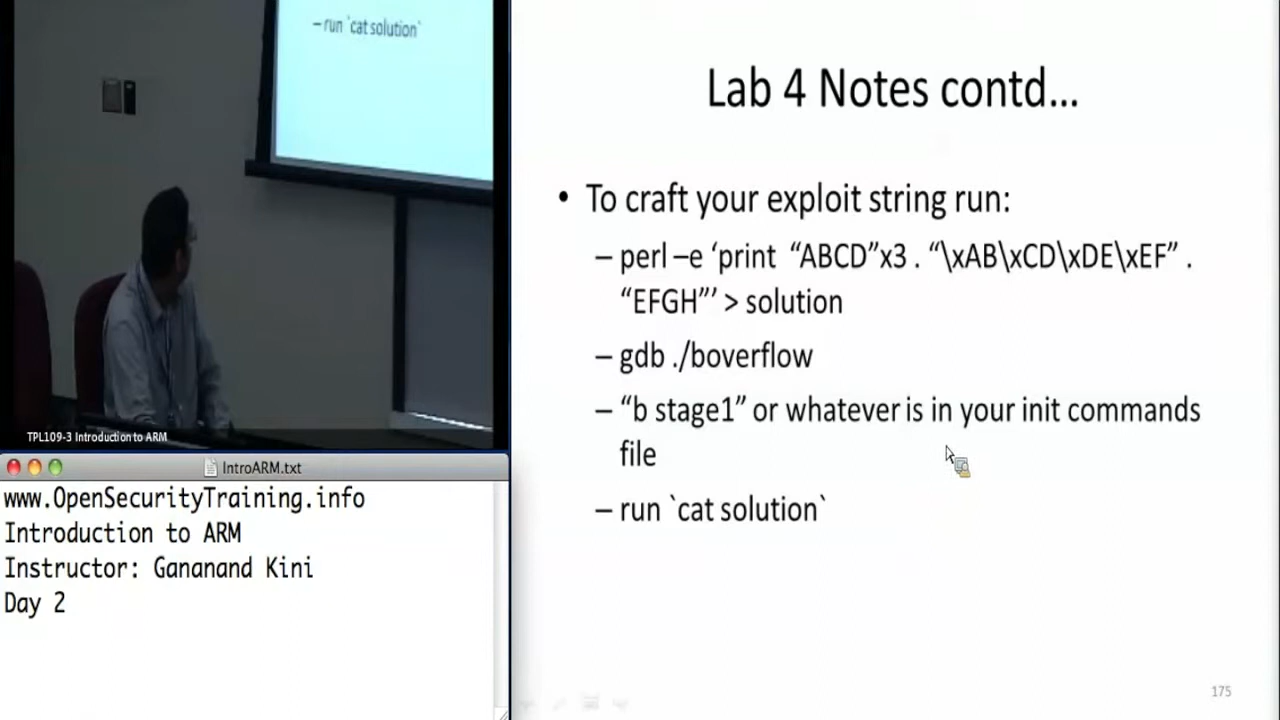 – run `cat solution`
TPL109-3 Introduction to ARM
IntroARM.txt
www.OpenSecurityTraining.info
Introduction to ARM
Instructor: Gananand Kini
Day 2
Lab 4 Notes contd…
• To craft your exploit string run:
– perl –e ‘print “ABCD”x3 . “\xAB\xCD\xDE\xEF” .
“EFGH”’ > solution
– gdb ./boverflow
– “b stage1” or whatever is in your init commands
file
– run `cat solution`
175